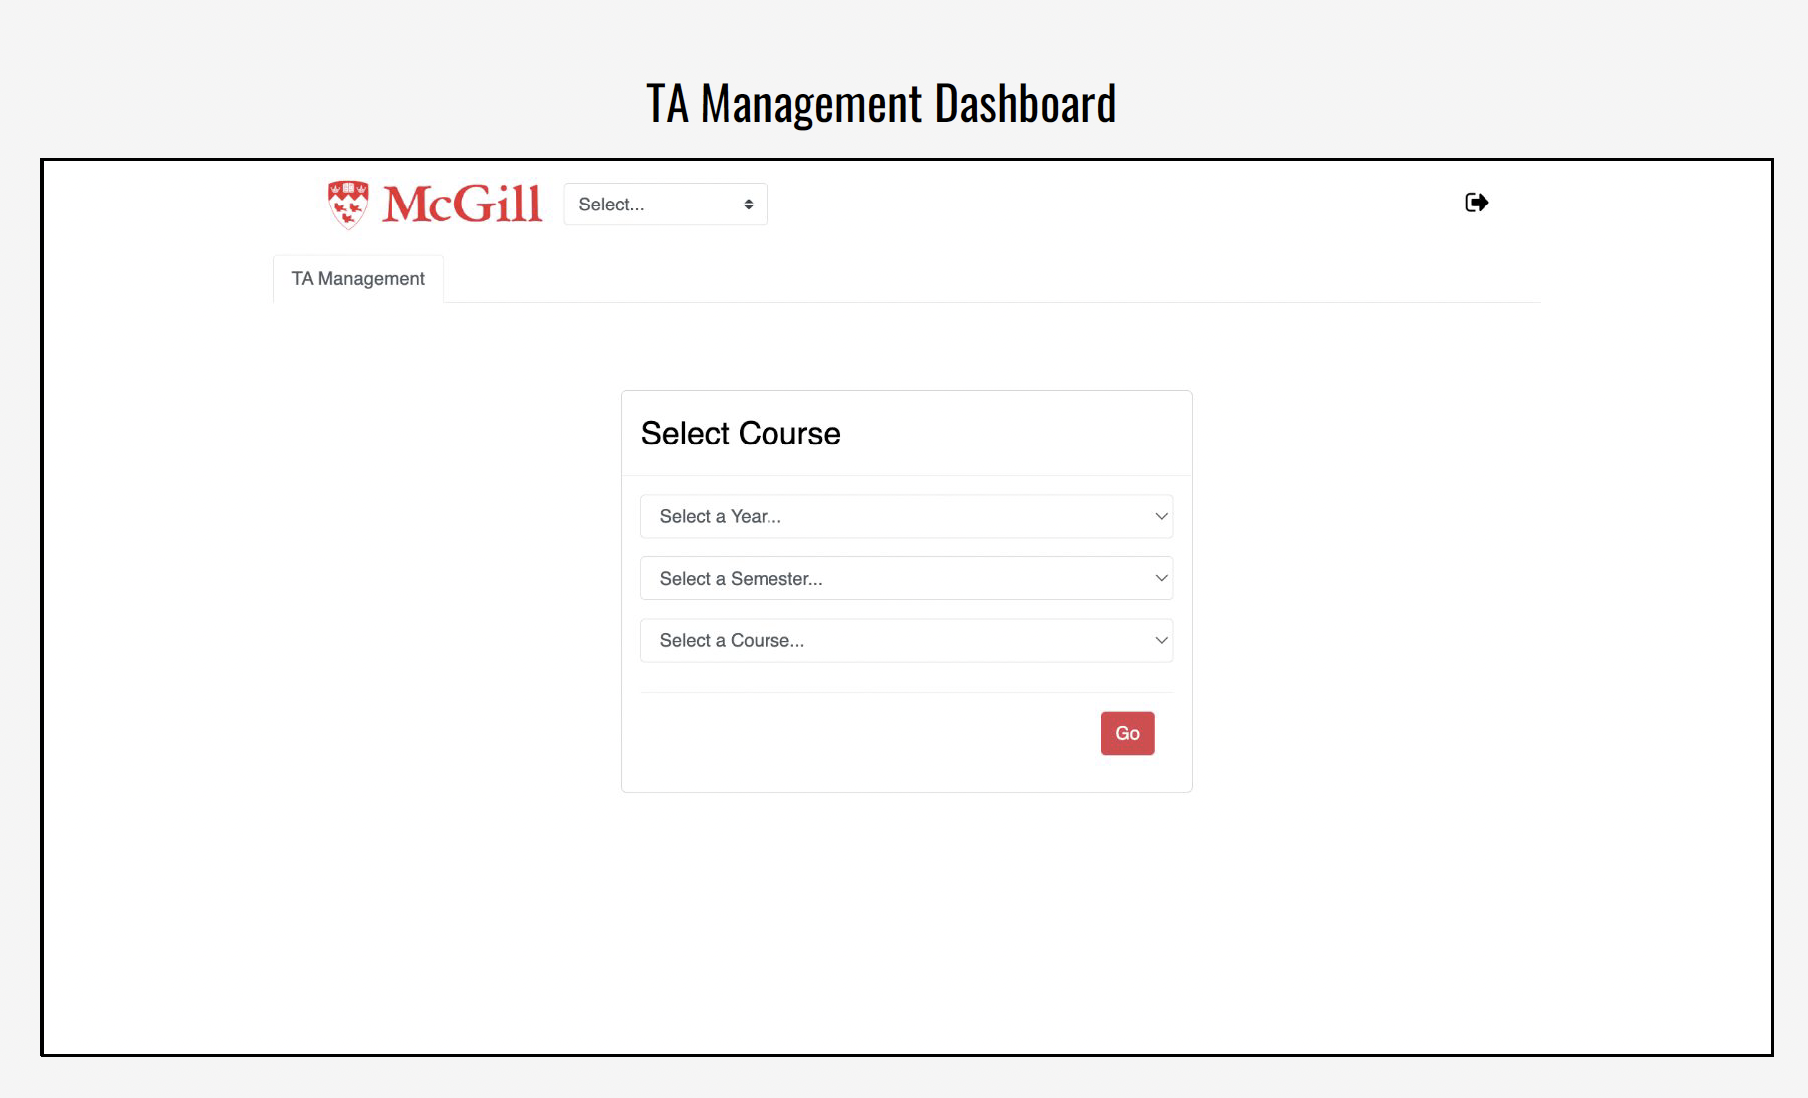 TA Management Dashboard
McGill
Select...
TA Management
Select Course
Select a Year...
Select a Semester...
Select a Course...
Go